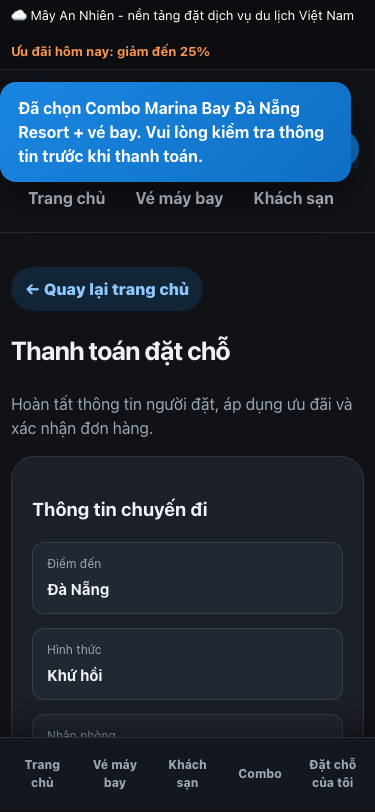 ☁️ Mây An Nhiên - nền tảng đặt dịch vụ du lịch Việt Nam
Ưu đãi hôm nay: giảm đến 25%
Đã chọn Combo Marina Bay Đà Nẵng
Resort + vé bay. Vui lòng kiểm tra thông
tin trước khi thanh toán.
Trang chủ Vé máy bay Khách sạn
← Quay lại trang chủ
Thanh toán đặt chỗ
Hoàn tất thông tin người đặt, áp dụng ưu đãi và
xác nhận đơn hàng.
Thông tin chuyến đi
Điểm đến
Đà Nẵng
Hình thức
Khứ hồi
Nhận phòng
Trang
chủ
Vé máy
bay
Khách
sạn
Combo
Đặt chỗ
của tôi